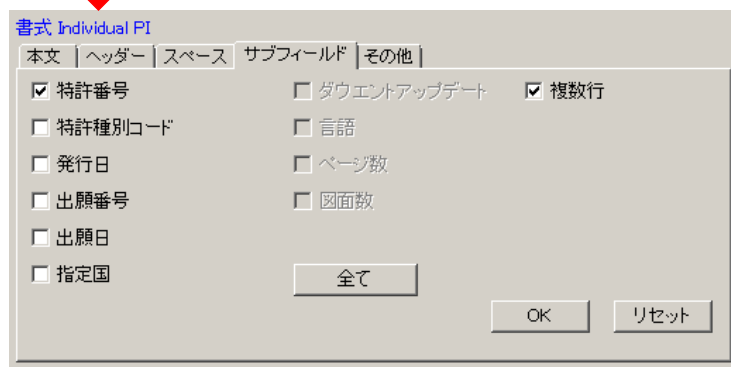 書式 Individual PI
本文 ヘッダー スペース サブフィールド その他
特許番号 ダウエントアップデート 複数行
特許種別コード 言語
発行日 ページ数
出願番号 図面数
出願日
指定国 全て
OK リセット